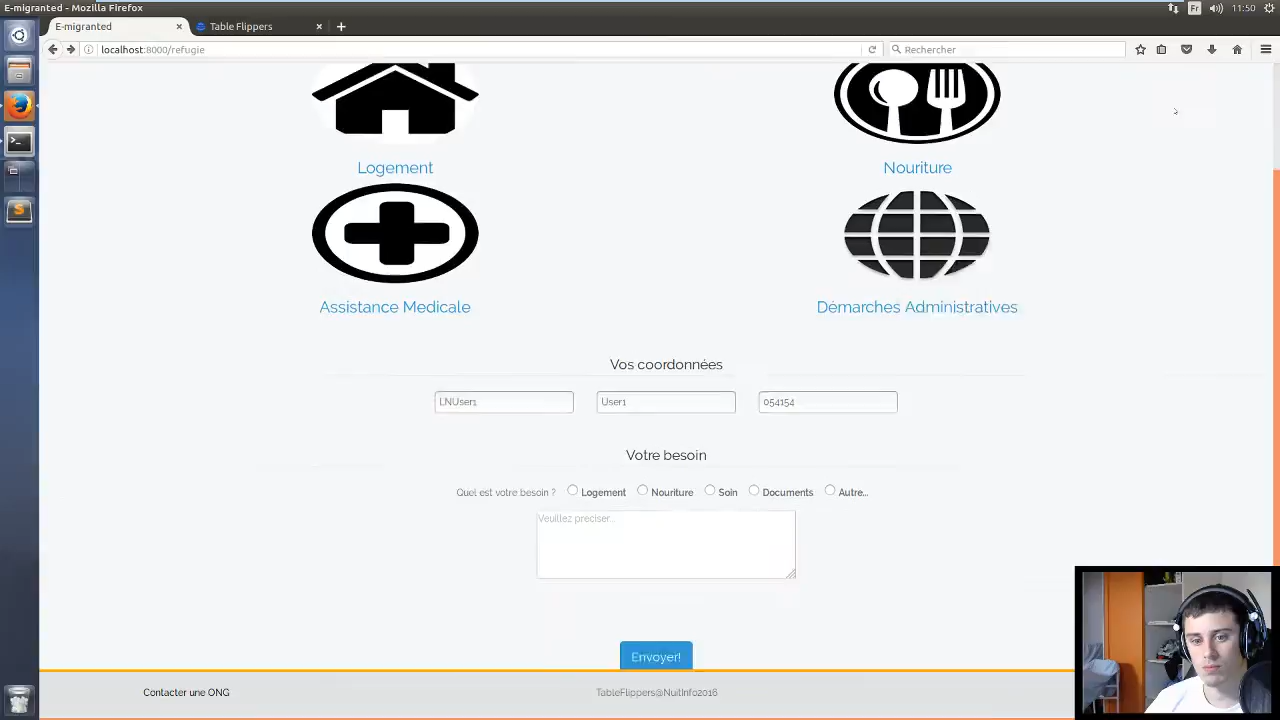 E-migranted - Mozilla Firefox
Fr
11:50
E-migranted
Table Flippers
localhost:8000/refugie
Rechercher
Logement
Nouriture
Assistance Medicale
Démarches Administratives
Vos coordonnées
LNUser1
User1
054154
Votre besoin
Quel est votre besoin ?
Logement
Nouriture
Soin
Documents
Autre...
Veuillez preciser...
Envoyer!
Contacter une ONG
TableFlippers@NuitInfo2016